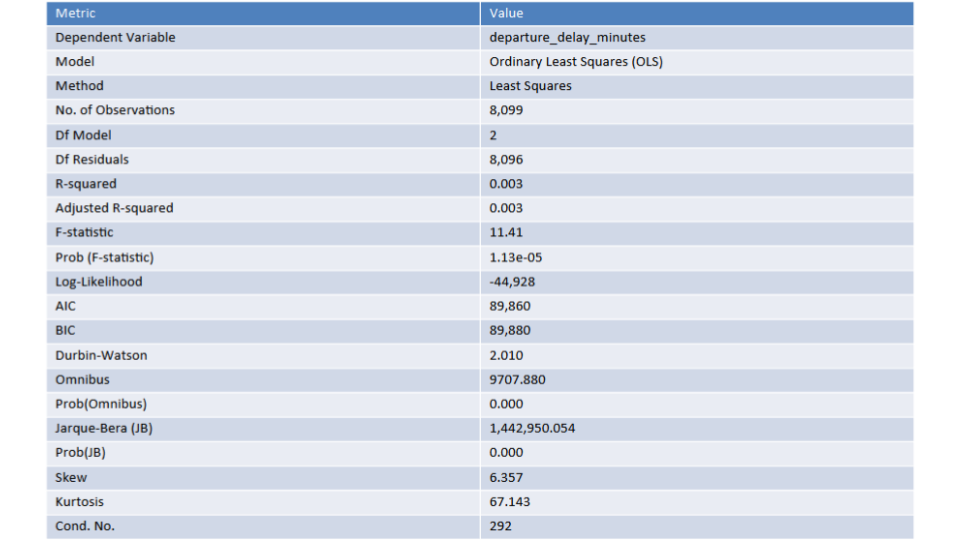 Metric Value
Dependent Variable departure_delay_minutes
Model Ordinary Least Squares (OLS)
Method Least Squares
No. of Observations 8,099
Df Model 2
Df Residuals 8,096
R-squared 0.003
Adjusted R-squared 0.003
F-statistic 11.41
Prob (F-statistic) 1.13e-05
Log-Likelihood -44,928
AIC 89,860
BIC 89,880
Durbin-Watson 2.010
Omnibus 9707.880
Prob(Omnibus) 0.000
Jarque-Bera (JB) 1,442,950.054
Prob(JB) 0.000
Skew 6.357
Kurtosis 67.143
Cond. No. 292